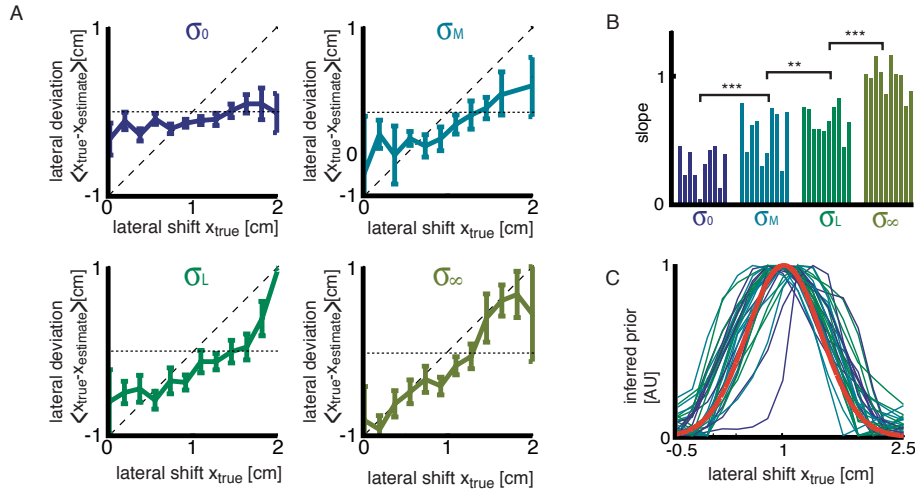 A
σ0
1
lateral deviation
<xtrue-xestimate>[cm]
-1
0
1
2
lateral shift xtrue [cm]
σM
1
lateral deviation
<xtrue-xestimate>[cm]
0
-1
0
1
2
lateral shift xtrue [cm]
σL
1
lateral deviation
<xtrue-xestimate>[cm]
-1
0
1
2
lateral shift xtrue [cm]
σ∞
1
lateral deviation
<xtrue-xestimate>[cm]
-1
0
1
2
lateral shift xtrue [cm]
B
slope
1
0
***
**
***
σ0
σM
σL
σ∞
C
inferred prior
[AU]
1
0
-0.5
1
2.5
lateral shift xtrue [cm]